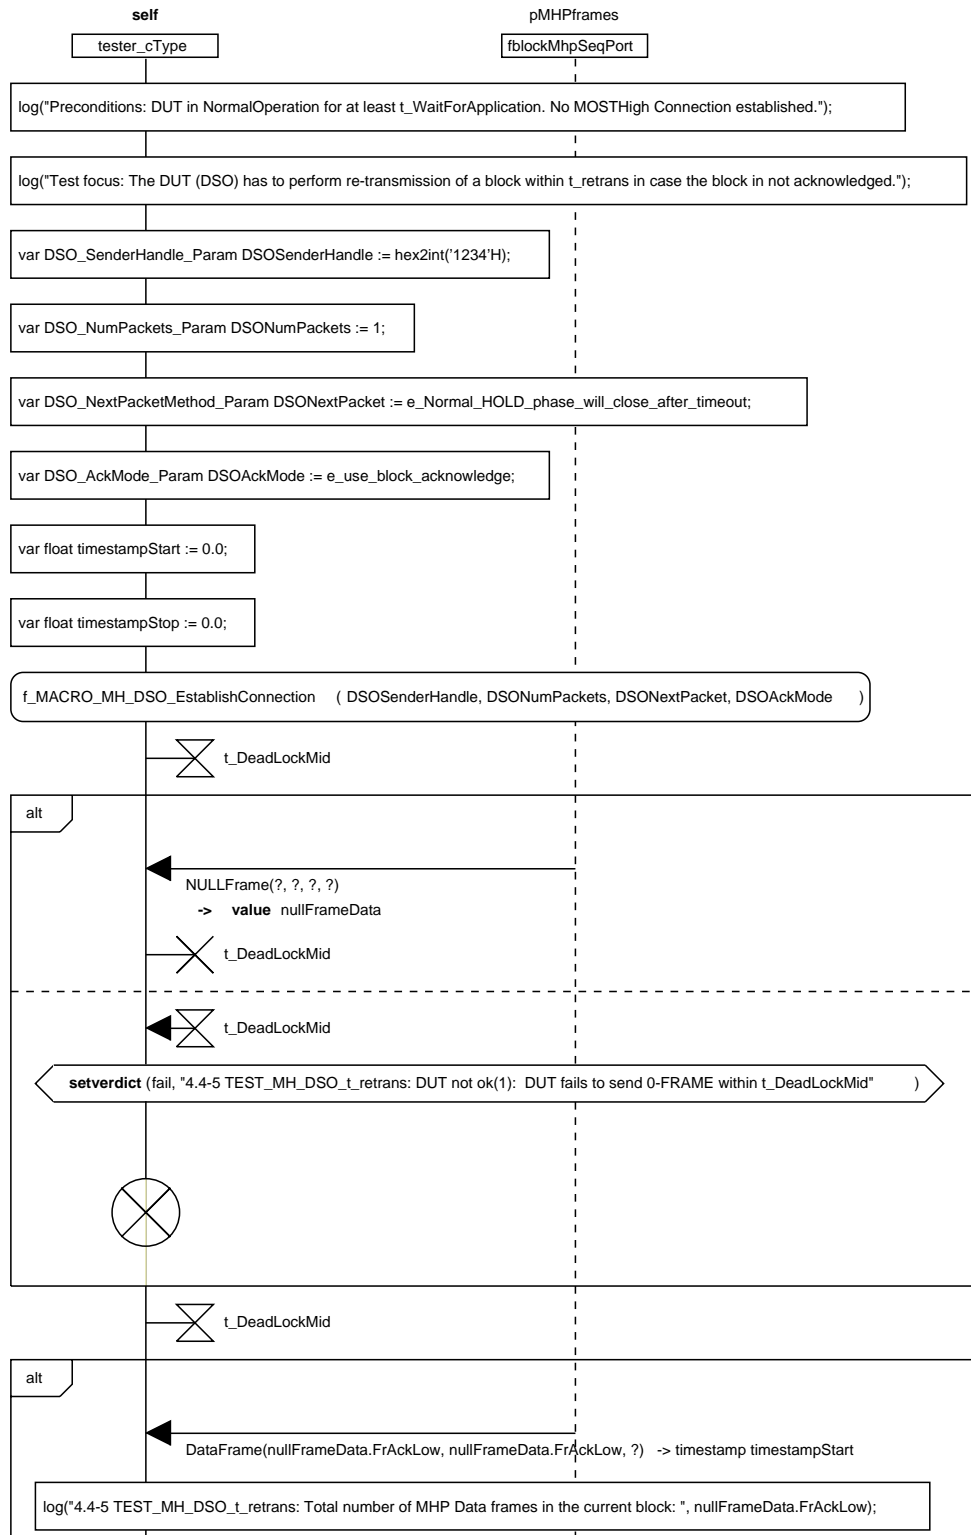 self
pMHPframes
tester_cType
fblockMhpSeqPort
log("Preconditions: DUT in NormalOperation for at least t_WaitForApplication. No MOSTHigh Connection established.");
log("Test focus: The DUT (DSO) has to perform re-transmission of a block within t_retrans in case the block in not acknowledged.");
var DSO_SenderHandle_Param DSOSenderHandle := hex2int('1234'H);
var DSO_NumPackets_Param DSONumPackets := 1;
var DSO_NextPacketMethod_Param DSONextPacket := e_Normal_HOLD_phase_will_close_after_timeout;
var DSO_AckMode_Param DSOAckMode := e_use_block_acknowledge;
var float timestampStart := 0.0;
var float timestampStop := 0.0;
f_MACRO_MH_DSO_EstablishConnection ( DSOSenderHandle, DSONumPackets, DSONextPacket, DSOAckMode )
t_DeadLockMid
alt
NULLFrame(?, ?, ?, ?)
-> value nullFrameData
t_DeadLockMid
t_DeadLockMid
setverdict (fail, "4.4-5 TEST_MH_DSO_t_retrans: DUT not ok(1): DUT fails to send 0-FRAME within t_DeadLockMid" )
t_DeadLockMid
alt
DataFrame(nullFrameData.FrAckLow, nullFrameData.FrAckLow, ?) -> timestamp timestampStart
log("4.4-5 TEST_MH_DSO_t_retrans: Total number of MHP Data frames in the current block: ", nullFrameData.FrAckLow);